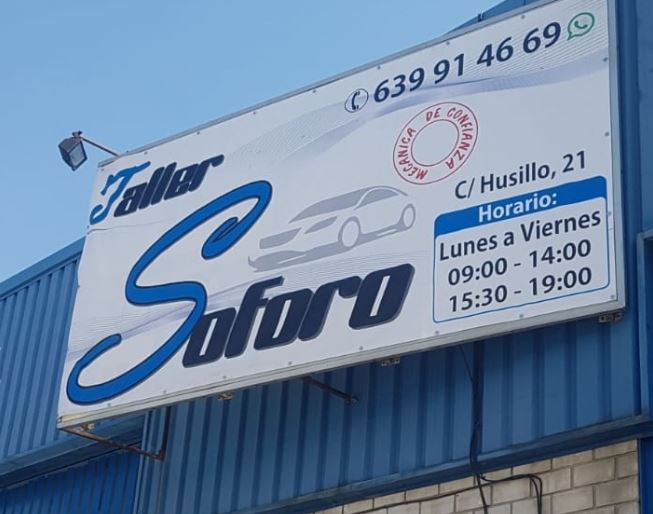 639 91 46 69
MECANICA DE CONFIANZA
Taller
Soforo
C/ Husillo, 21
Horario:
Lunes a Viernes
09:00 - 14:00
15:30 - 19:00